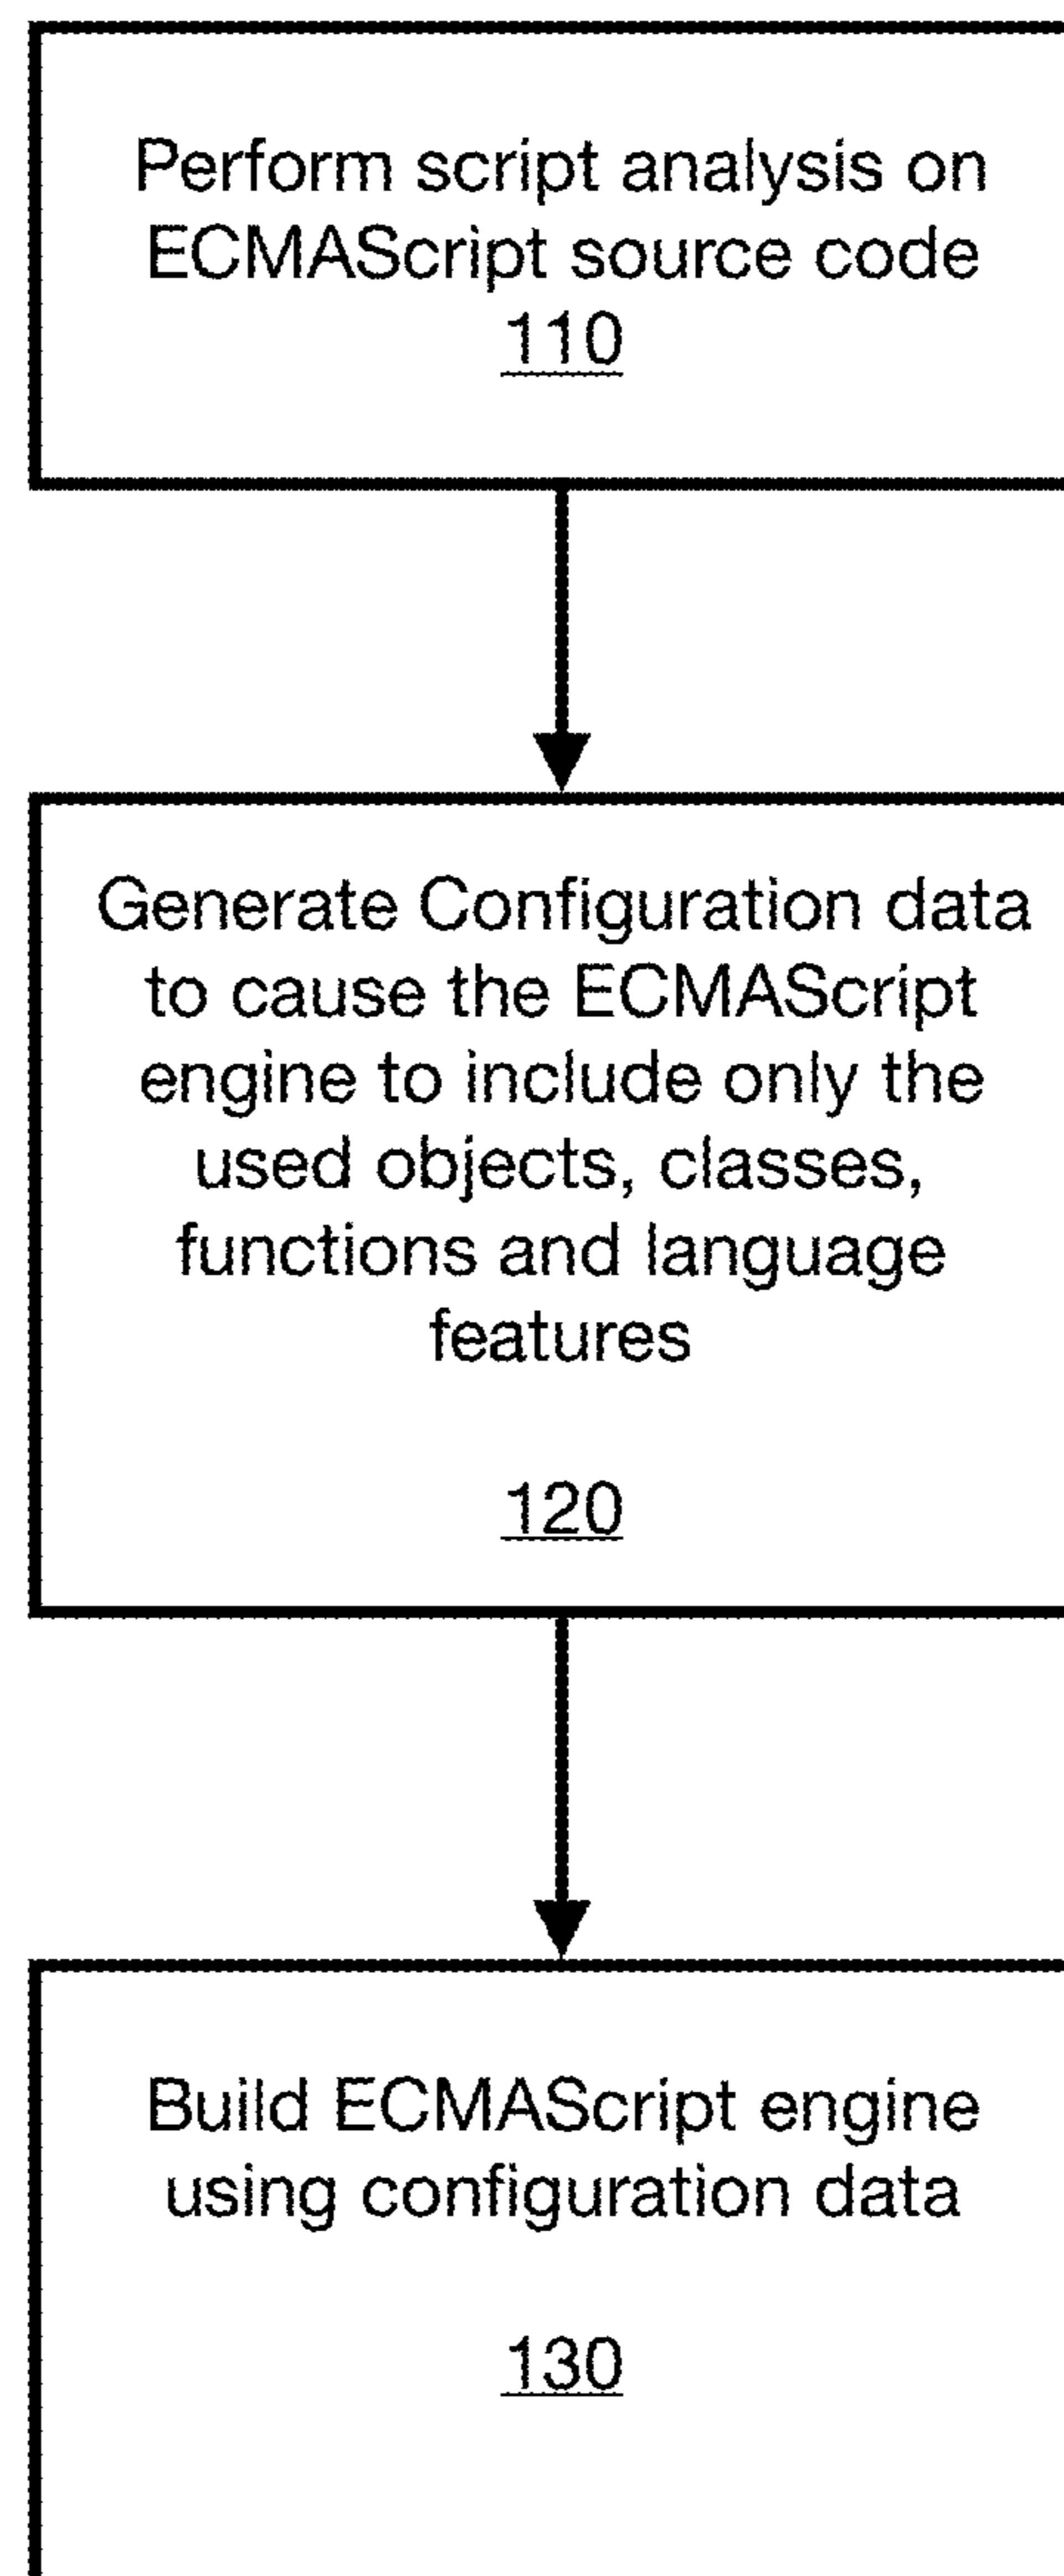 Perform script analysis on
ECMAScript source code
110
Generate Configuration data
to cause the ECMAScript
engine to include only the
used objects, classes,
functions and language
features
120
Build ECMAScript engine
using configuration data
130